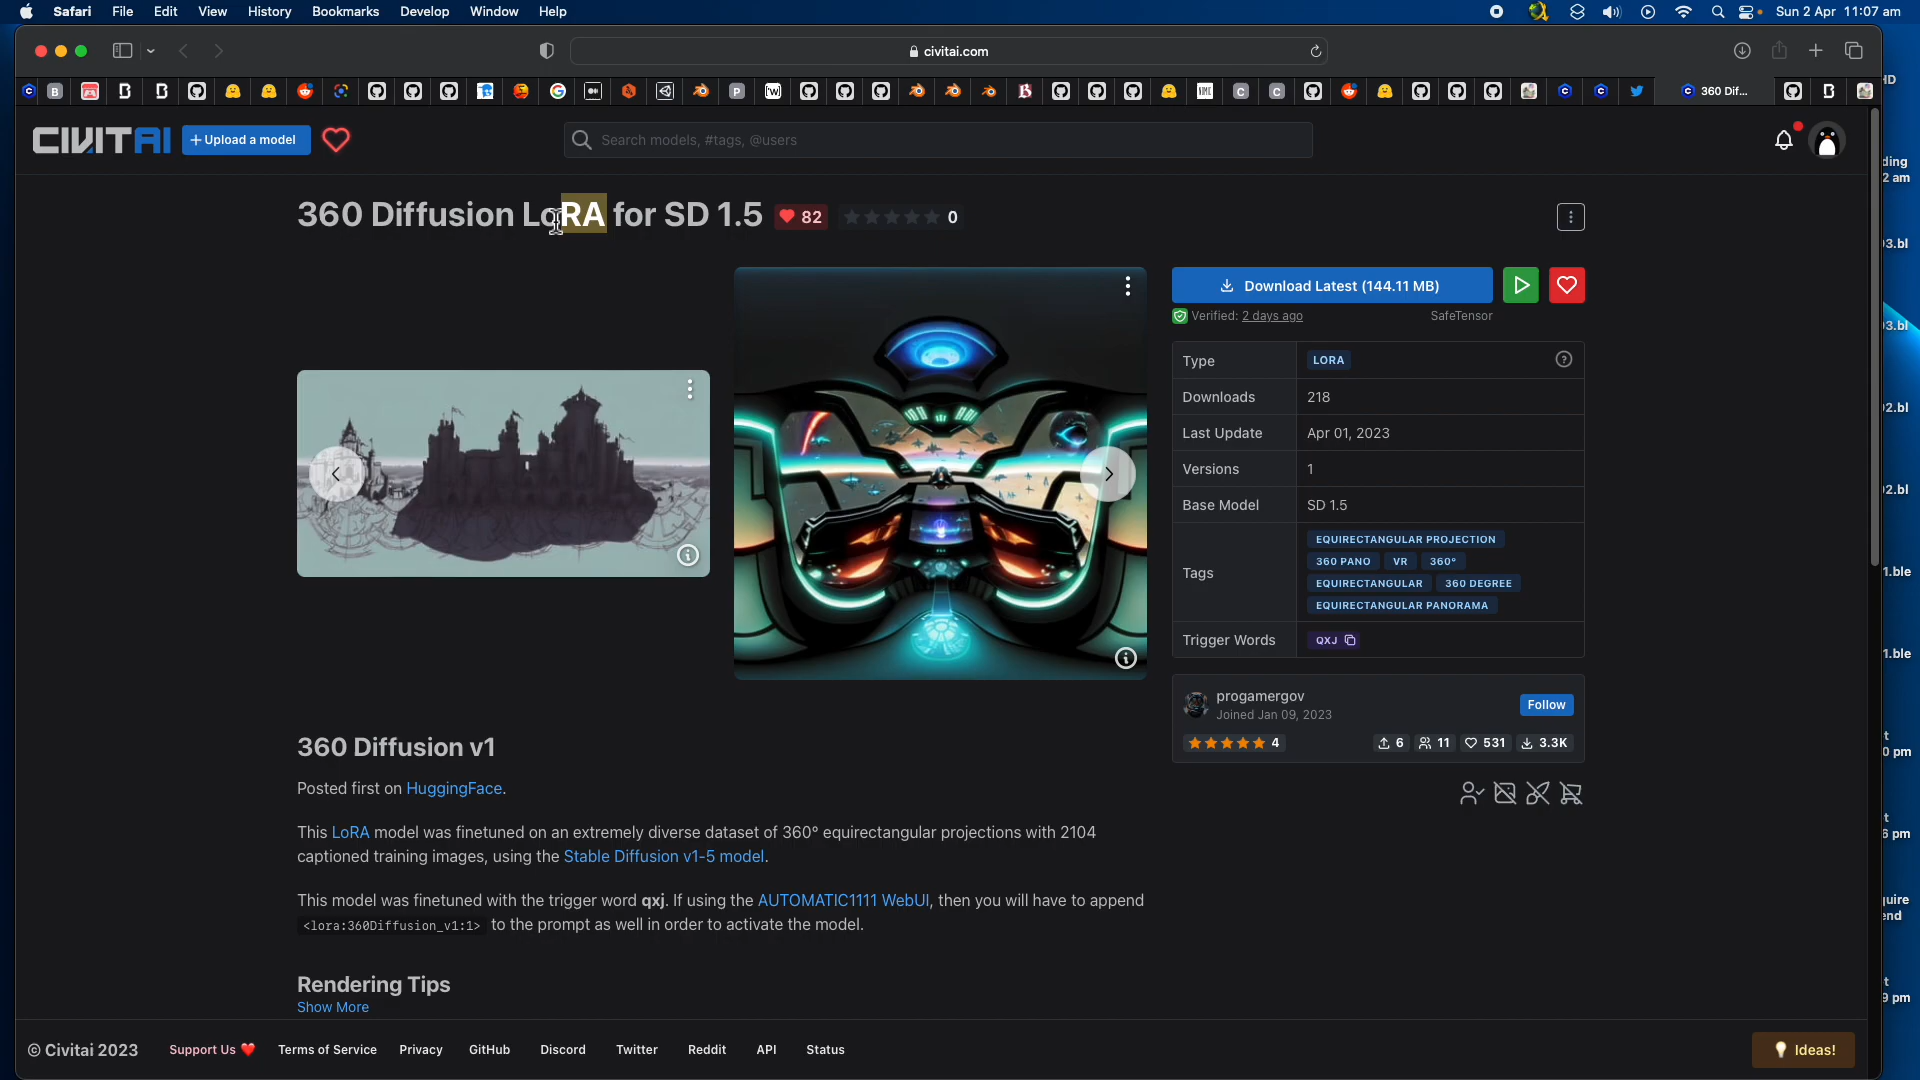 Safari File Edit View History Bookmarks Develop Window Help
Sun 2 Apr 11:07 am
civitai.com
360 Dif...
CIVITAI
+ Upload a model
Search models, #tags, @users
360 Diffusion LoRA for SD 1.5
82
0
Download Latest (144.11 MB)
Verified: 2 days ago
SafeTensor
Type LORA
Downloads 218
Last Update Apr 01, 2023
Versions 1
Base Model SD 1.5
Tags
EQUIRECTANGULAR PROJECTION
360 PANO VR 360°
EQUIRECTANGULAR 360 DEGREE
EQUIRECTANGULAR PANORAMA
Trigger Words QXJ
progamergov
Joined Jan 09, 2023
Follow
4
6 11 531 3.3K
360 Diffusion v1
Posted first on HuggingFace.
This LoRA model was finetuned on an extremely diverse dataset of 360° equirectangular projections with 2104
captioned training images, using the Stable Diffusion v1-5 model.
This model was finetuned with the trigger word qxj. If using the AUTOMATIC1111 WebUI, then you will have to append
<lora:360Diffusion_v1:1> to the prompt as well in order to activate the model.
Rendering Tips
Show More
© Civitai 2023 Support Us ❤️ Terms of Service Privacy GitHub Discord Twitter Reddit API Status
Ideas!